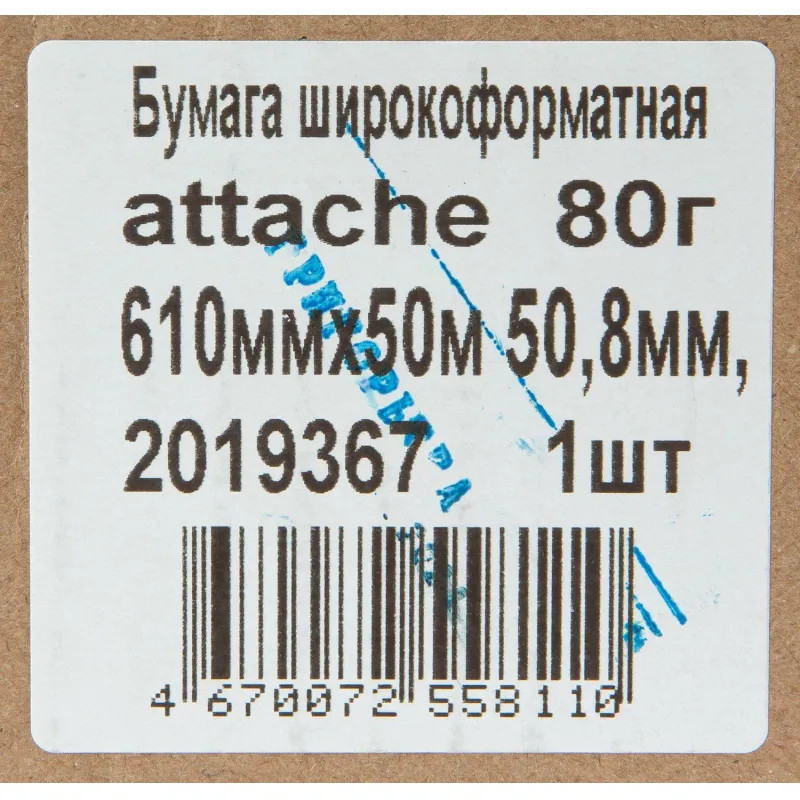 Бумага широкоформатная
attache 80г
610ммх50м 50,8мм,
2019367 1шт
4 670072 558110